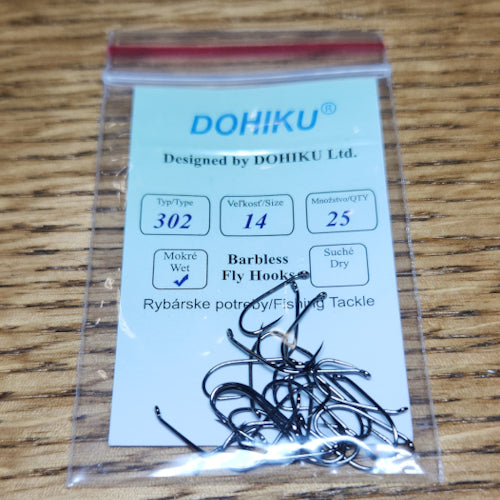 DOHIKU®
Designed by DOHIKU Ltd.
Typ/Type
302
Veľkosť/Size
14
Množstvo/QTY
25
Mokré
Wet
✓
Barbless
Fly Hooks
Suché
Dry
Rybárske potreby/Fishing Tackle